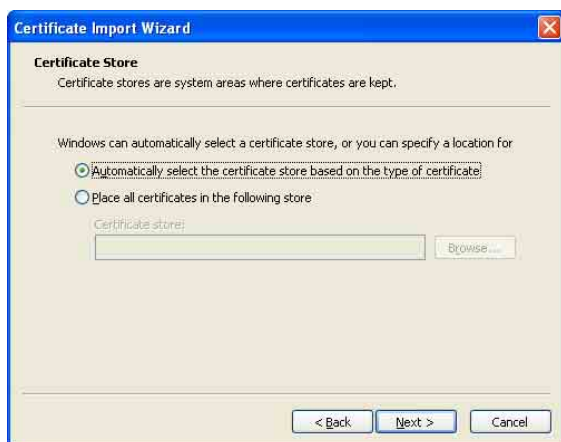 Certificate Import Wizard
Certificate Store
Certificate stores are system areas where certificates are kept.
Windows can automatically select a certificate store, or you can specify a location for
Automatically select the certificate store based on the type of certificate
Place all certificates in the following store
Certificate store:
Browse...
< Back
Next >
Cancel